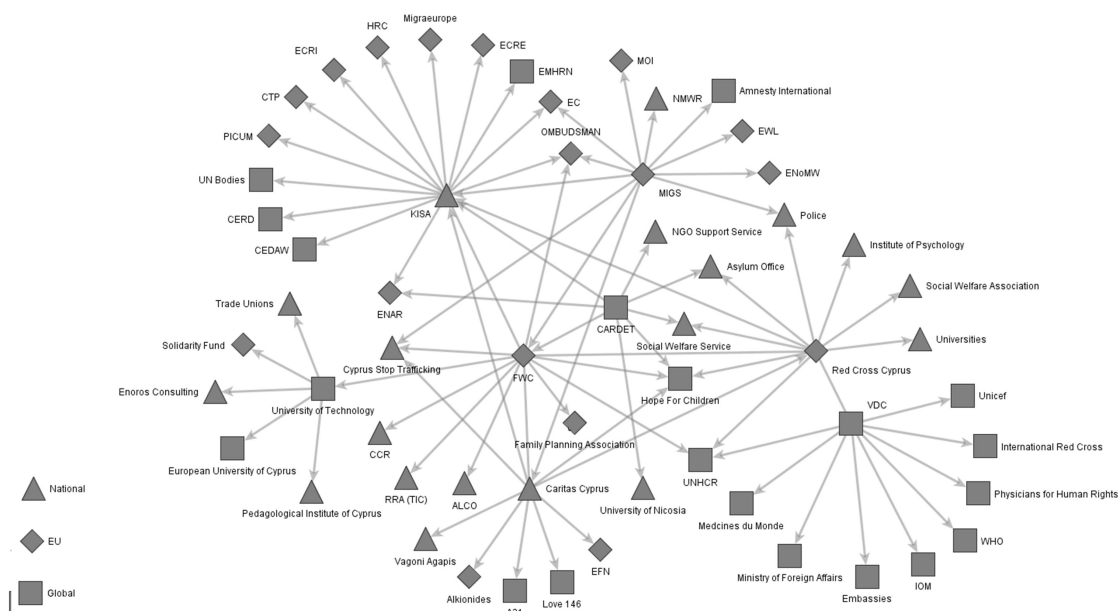 Migraeurope
HRC
ECRE
MOI
ECRI
EMHRN
Amnesty International
NMWR
CTP
EC
EWL
OMBUDSMAN
PICUM
ENoMW
UN Bodies
MIGS
KISA
Police
CERD
NGO Support Service
Institute of Psychology
CEDAW
Asylum Office
Social Welfare Association
Trade Unions
ENAR
CARDET
Solidarity Fund
Social Welfare Service
Universities
Cyprus Stop Trafficking
FWC
Red Cross Cyprus
Enoros Consulting
University of Technology
Hope For Children
VDC
Unicef
Family Planning Association
International Red Cross
CCR
European University of Cyprus
UNHCR
National
RRA (TIC)
ALCO
Caritas Cyprus
Physicians for Human Rights
Pedagological Institute of Cyprus
University of Nicosia
Medcines du Monde
EU
WHO
Vagoni Agapis
EFN
Ministry of Foreign Affairs
IOM
Alkionides
Love 146
Embassies
Global